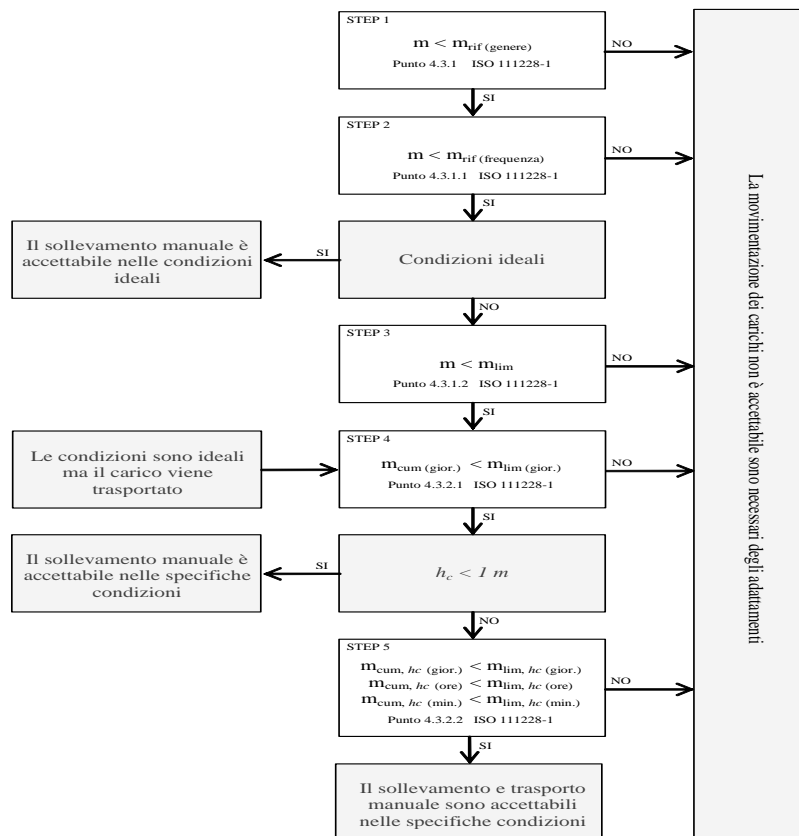 STEP 1
m < mrif (genere)
Punto 4.3.1 ISO 111228-1
NO
SI
STEP 2
m < mrif (frequenza)
Punto 4.3.1.1 ISO 111228-1
NO
SI
Il sollevamento manuale è
accettabile nelle condizioni
ideali
SI
Condizioni ideali
NO
STEP 3
m < mlim
Punto 4.3.1.2 ISO 111228-1
NO
SI
Le condizioni sono ideali
ma il carico viene
trasportato
STEP 4
mcum (gior.) < mlim (gior.)
Punto 4.3.2.1 ISO 111228-1
NO
SI
Il sollevamento manuale è
accettabile nelle specifiche
condizioni
SI
hc < 1 m
NO
STEP 5
mcum, hc (gior.) < mlim, hc (gior.)
mcum, hc (ore) < mlim, hc (ore)
mcum, hc (min.) < mlim, hc (min.)
Punto 4.3.2.2 ISO 111228-1
NO
SI
Il sollevamento e trasporto
manuale sono accettabili
nelle specifiche condizioni
La movimentazione dei carichi non è accettabile sono necessari degli adattamenti